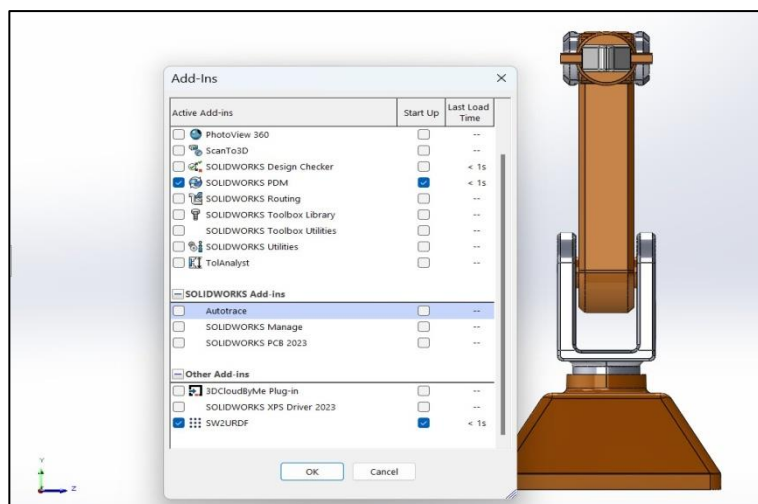 Add-Ins
Active Add-ins Start Up Last Load Time
PhotoView 360 --
ScanTo3D --
SOLIDWORKS Design Checker < 1s
SOLIDWORKS PDM < 1s
SOLIDWORKS Routing --
SOLIDWORKS Toolbox Library --
SOLIDWORKS Toolbox Utilities --
SOLIDWORKS Utilities --
TolAnalyst --
SOLIDWORKS Add-Ins
Autotrace --
SOLIDWORKS Manage --
SOLIDWORKS PCB 2023 --
Other Add-ins
3DCloudByMe Plug-in --
SOLIDWORKS XPS Driver 2023 --
SW2URDF < 1s
OK Cancel
Y
Z